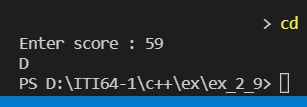 > cd
Enter score : 59
D
PS D:\ITI64-1\c++\ex\ex_2_9>